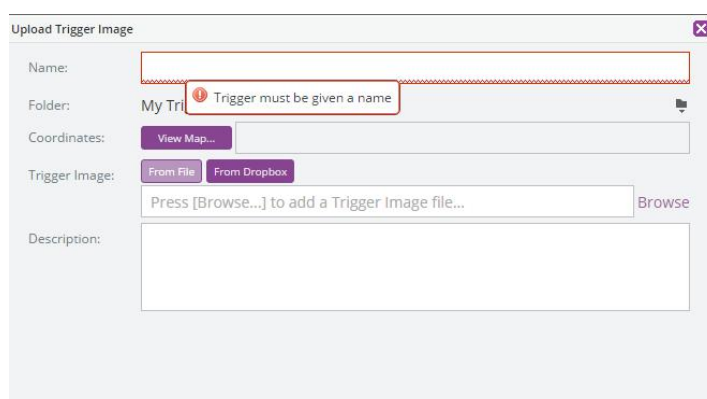 Upload Trigger Image
Name:
Trigger must be given a name
Folder: My Tri
Coordinates: View Map...
Trigger Image: From File From Dropbox
Press [Browse...] to add a Trigger Image file... Browse
Description: